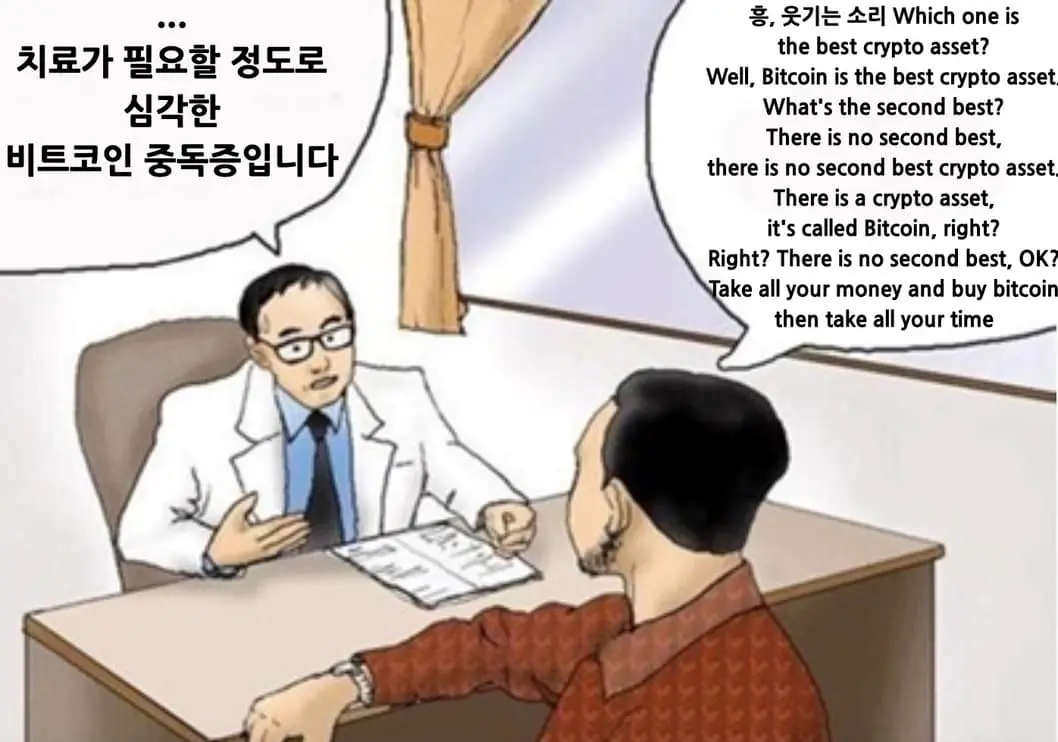 ...
치료가 필요할 정도로
심각한
비트코인 중독증입니다
흥, 웃기는 소리 Which one is
the best crypto asset?
Well, Bitcoin is the best crypto asset.
What's the second best?
There is no second best,
there is no second best crypto asset.
There is a crypto asset,
it's called Bitcoin, right?
Right? There is no second best, OK?
Take all your money and buy bitcoin
then take all your time